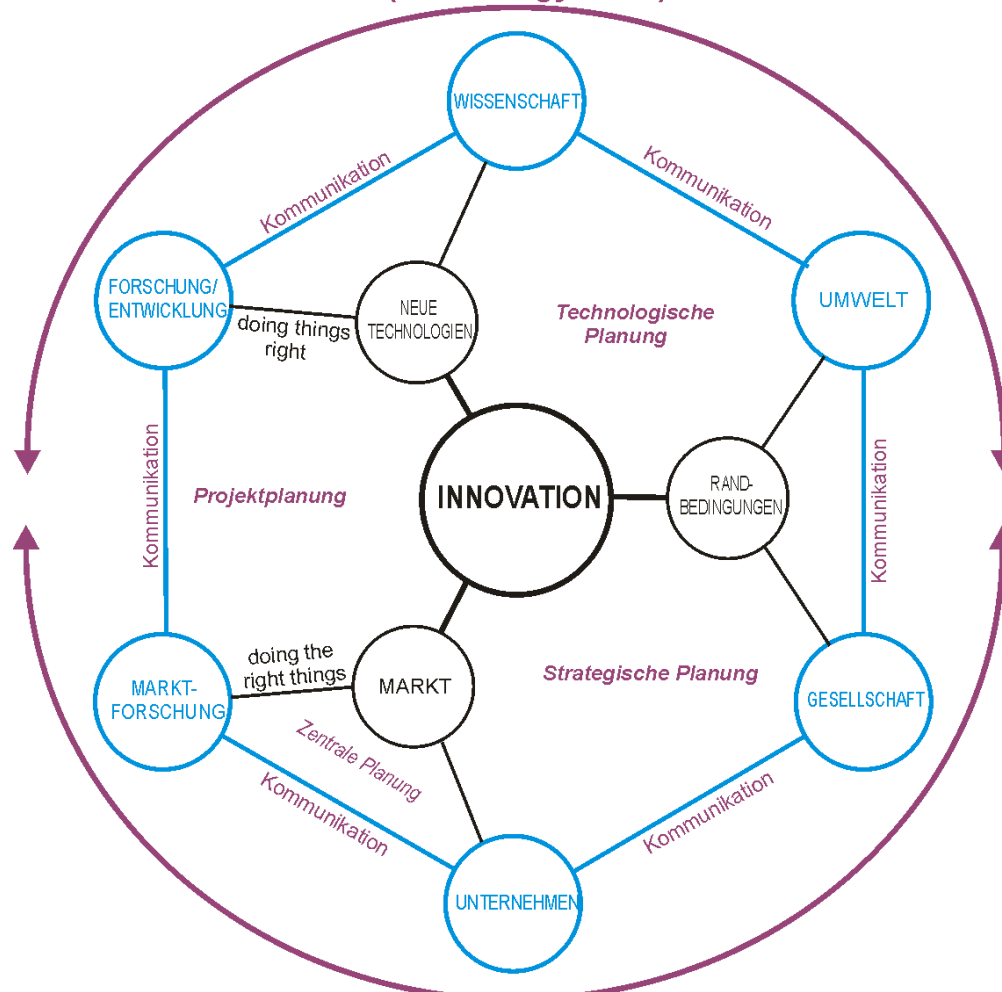 WISSENSCHAFT
Kommunikation
Kommunikation
FORSCHUNG/
ENTWICKLUNG
NEUE
TECHNOLOGIEN
doing things
right
Technologische
Planung
UMWELT
Kommunikation
Projektplanung
INNOVATION
RAND-
BEDINGUNGEN
Kommunikation
MARKT-
FORSCHUNG
doing the
right things
MARKT
Strategische Planung
GESELLSCHAFT
Zentrale Planung
Kommunikation
Kommunikation
UNTERNEHMEN